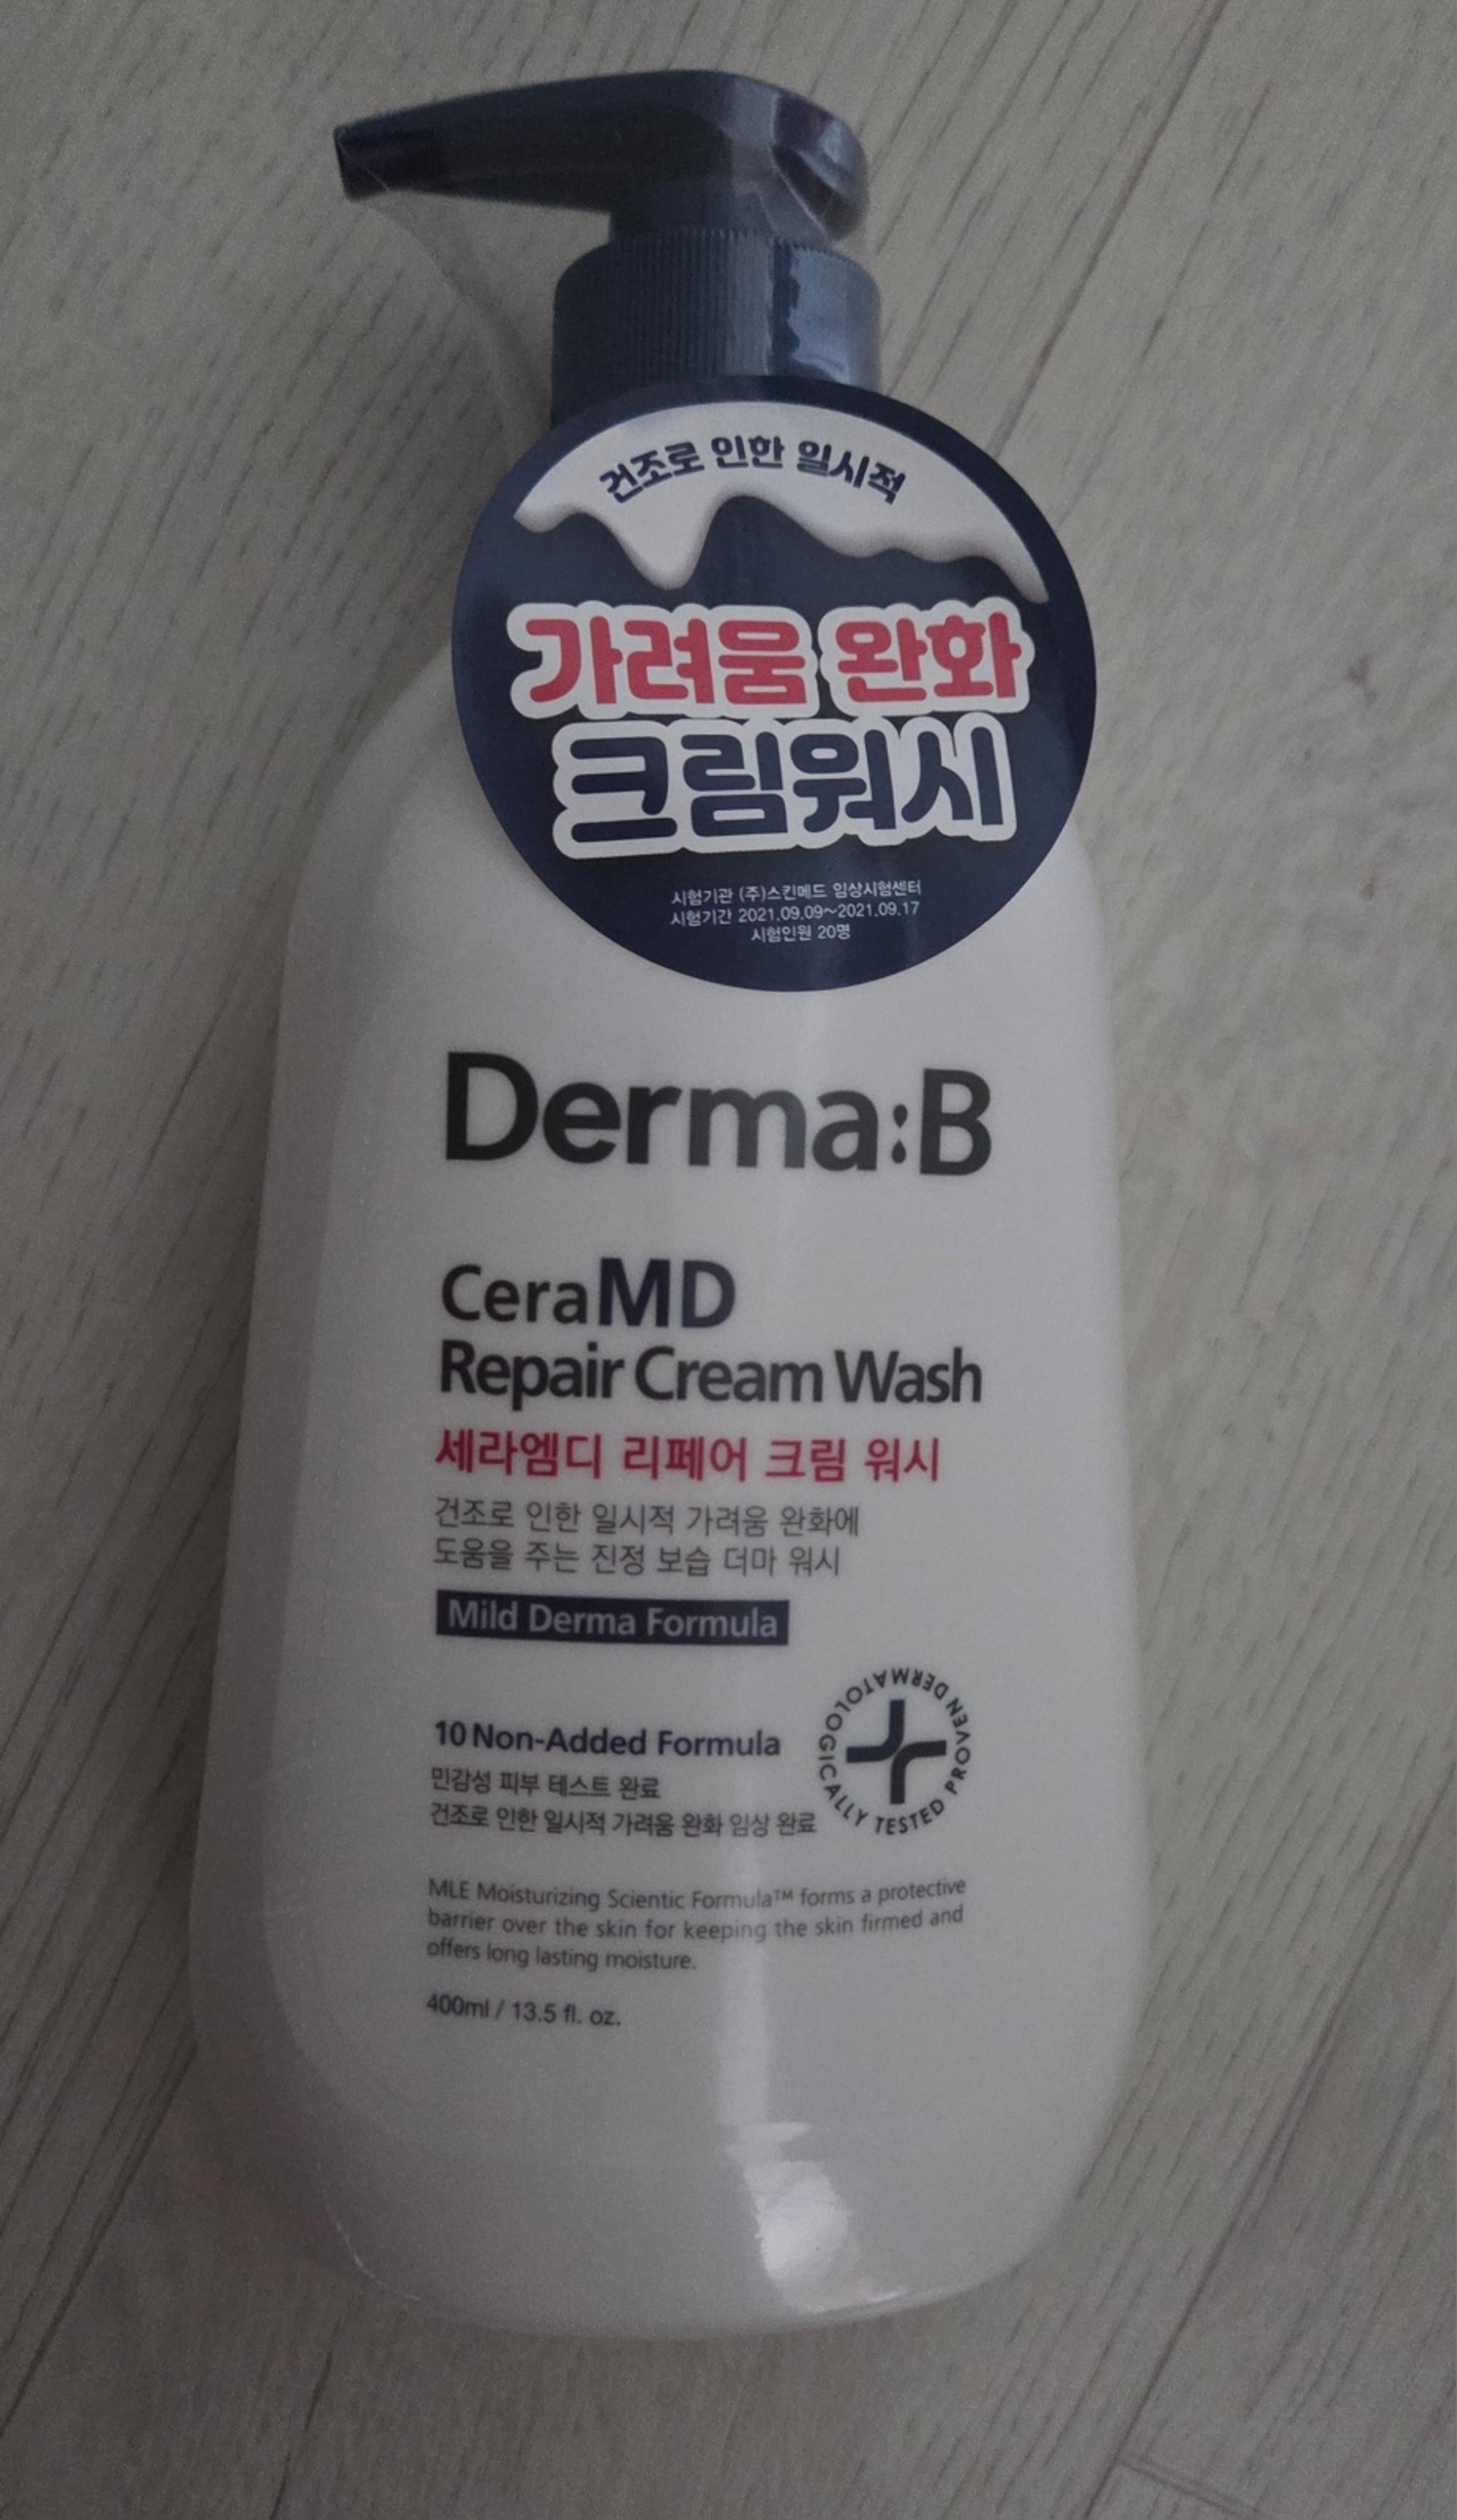 건조로 인한 일시적
가려움 완화
크림워시
시험기관 (주)스킨메드 임상시험센터
시험기간 2021.09.09~2021.09.17
시험인원 20명
Derma:B
CeraMD
Repair Cream Wash
세라엠디 리페어 크림 워시
건조로 인한 일시적 가려움 완화에
도움을 주는 진정 보습 더마 워시
Mild Derma Formula
10 Non-Added Formula
민감성 피부 테스트 완료
건조로 인한 일시적 가려움 완화 임상 완료
DERMATOLOGICALLY TESTED PROVEN
MLE Moisturizing Scientic Formula™ forms a protective
barrier over the skin for keeping the skin firmed and
offers long lasting moisture.
400ml / 13.5 fl. oz.